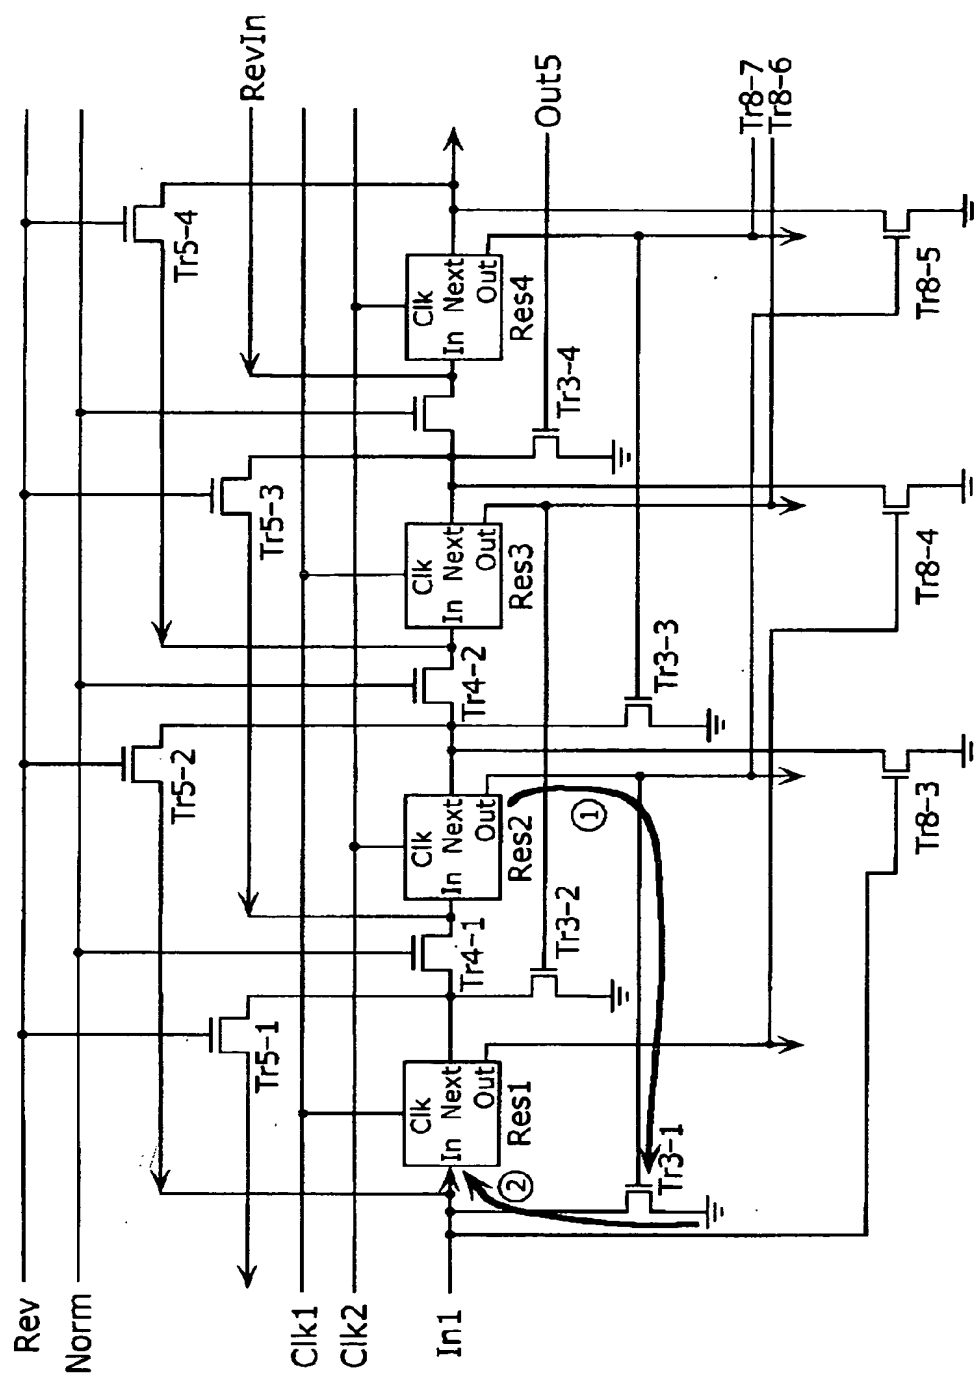 Rev
Norm
Clk1
Clk2
In1
RevIn
Out5
Tr8-7
Tr8-6
Tr5-1
Tr5-2
Tr5-3
Tr5-4
Clk
In Next
Out
Res1
Clk
In Next
Out
Res2
Clk
In Next
Out
Res3
Clk
In Next
Out
Res4
Tr4-1
Tr4-2
Tr3-1
Tr3-2
Tr3-3
Tr3-4
①
②
Tr8-3
Tr8-4
Tr8-5